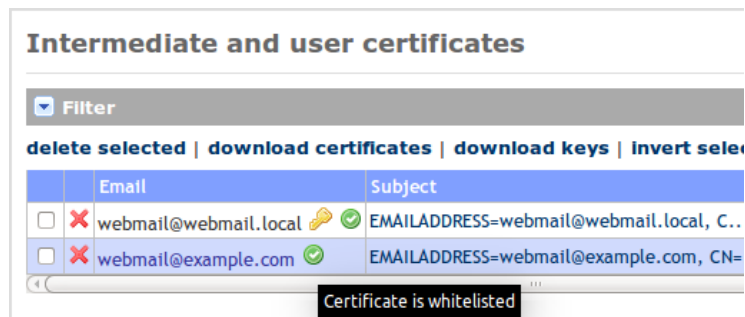 Intermediate and user certificates
Filter
delete selected | download certificates | download keys | invert selec
Email Subject
webmail@webmail.local EMAILADDRESS=webmail@webmail.local, C...
webmail@example.com EMAILADDRESS=webmail@example.com, CN=
Certificate is whitelisted